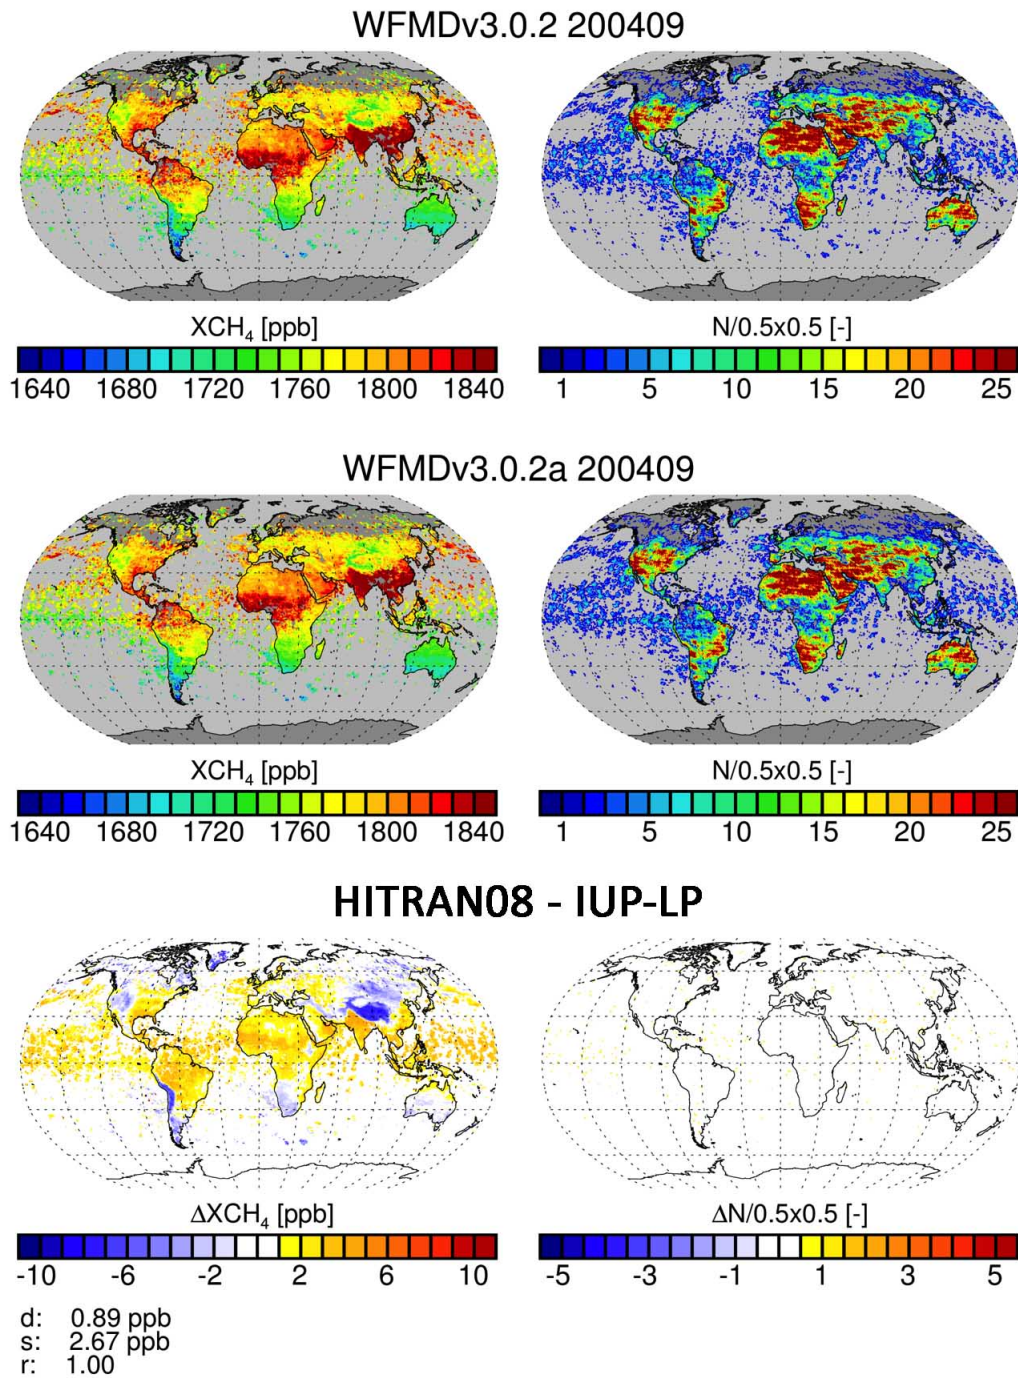 WFMDv3.0.2 200409
XCH₄ [ppb]
1640 1680 1720 1760 1800 1840
N/0.5x0.5 [-]
1 5 10 15 20 25
WFMDv3.0.2a 200409
XCH₄ [ppb]
1640 1680 1720 1760 1800 1840
N/0.5x0.5 [-]
1 5 10 15 20 25
HITRAN08 - IUP-LP
ΔXCH₄ [ppb]
-10 -6 -2 2 6 10
ΔN/0.5x0.5 [-]
-5 -3 -1 1 3 5
d: 0.89 ppb
s: 2.67 ppb
r: 1.00